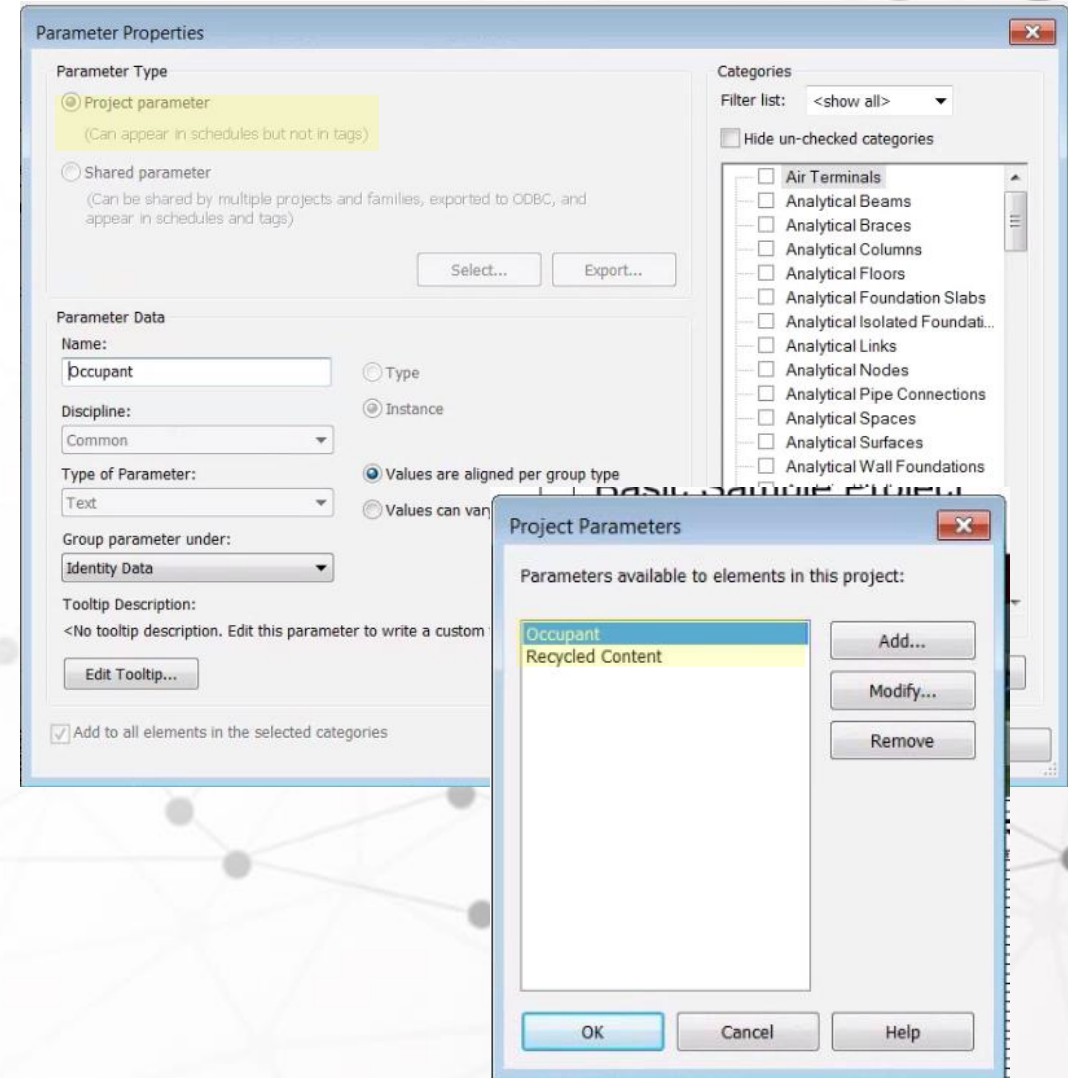 Parameter Properties
Parameter Type
Project parameter
(Can appear in schedules but not in tags)
Shared parameter
(Can be shared by multiple projects and families, exported to ODBC, and
appear in schedules and tags)
Select...
Export...
Parameter Data
Name:
Occupant
Type
Discipline:
Instance
Common
Type of Parameter:
Values are aligned per group type
Text
Values can vary
Group parameter under:
Identity Data
Tooltip Description:
<No tooltip description. Edit this parameter to write a custom
Edit Tooltip...
Add to all elements in the selected categories
Categories
Filter list:
<show all>
Hide un-checked categories
Air Terminals
Analytical Beams
Analytical Braces
Analytical Columns
Analytical Floors
Analytical Foundation Slabs
Analytical Isolated Foundati...
Analytical Links
Analytical Nodes
Analytical Pipe Connections
Analytical Spaces
Analytical Surfaces
Analytical Wall Foundations
Basic Sample Project
Project Parameters
Parameters available to elements in this project:
Occupant
Recycled Content
Add...
Modify...
Remove
OK
Cancel
Help